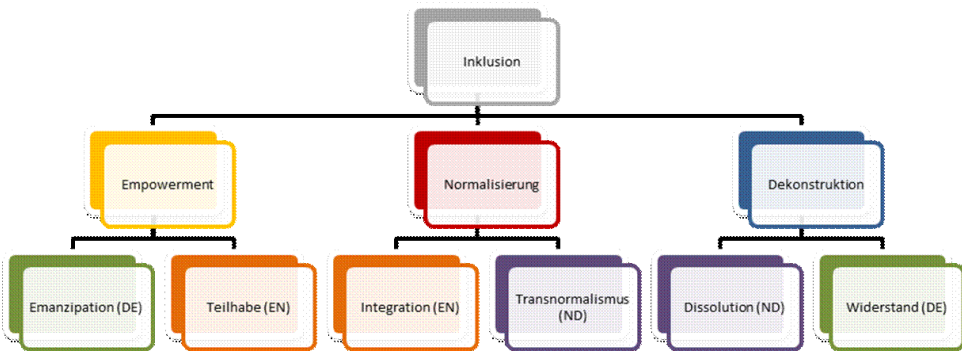 Inklusion
Empowerment
Normalisierung
Dekonstruktion
Emanzipation (DE)
Teilhabe (EN)
Integration (EN)
Transnormalismus
(ND)
Dissolution (ND)
Widerstand (DE)